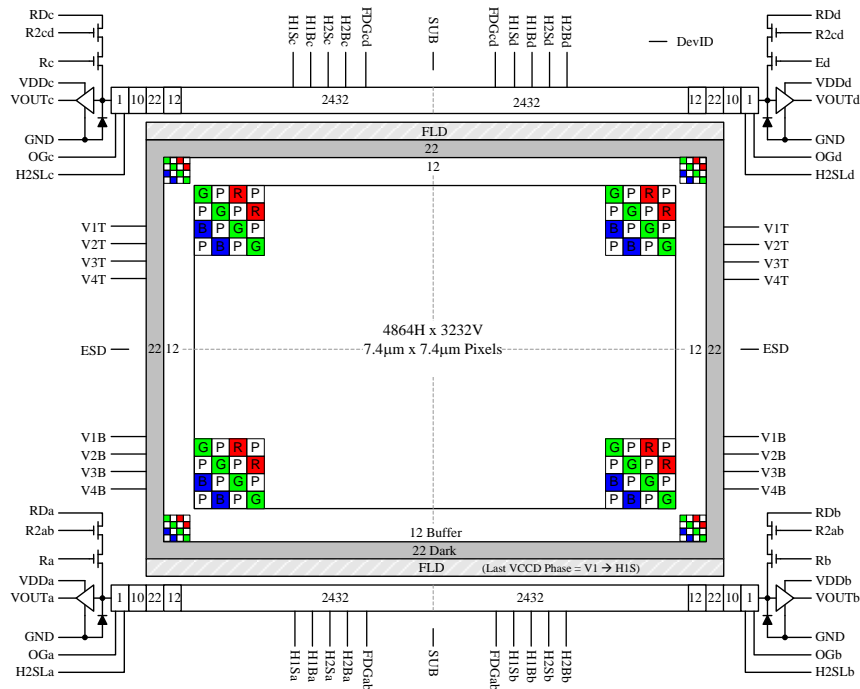 RDc
R2cd
Rc
VDDc
VOUTc
GND
OGc
H2SLc
H1Sc
H1Bc
H2Sc
H2Bc
FDGcd
SUB
FDGcd
H1Sd
H1Bd
H2Sd
H2Bd
DevID
RDd
R2cd
Ed
VDDd
VOUTd
GND
OGd
H2SLd
1 10 22 12 2432 2432 12 22 10 1
FLD
22
12
G P R P
P G P R
B P G P
P B P G
G P R P
P G P R
B P G P
P B P G
V1T
V2T
V3T
V4T
V1T
V2T
V3T
V4T
4864H x 3232V
7.4µm x 7.4µm Pixels
ESD
22 12
12 22
ESD
V1B
V2B
V3B
V4B
V1B
V2B
V3B
V4B
G P R P
P G P R
B P G P
P B P G
G P R P
P G P R
B P G P
P B P G
12 Buffer
22 Dark
FLD (Last VCCD Phase = V1 → H1S)
RDa
R2ab
Ra
VDDa
VOUTa
GND
OGa
H2SLa
1 10 22 12 2432 2432 12 22 10 1
RDb
R2ab
Rb
VDDb
VOUTb
GND
OGb
H2SLb
H1Sa
H1Ba
H2Sa
H2Ba
FDGab
SUB
FDGab
H1Sb
H1Bb
H2Sb
H2Bb